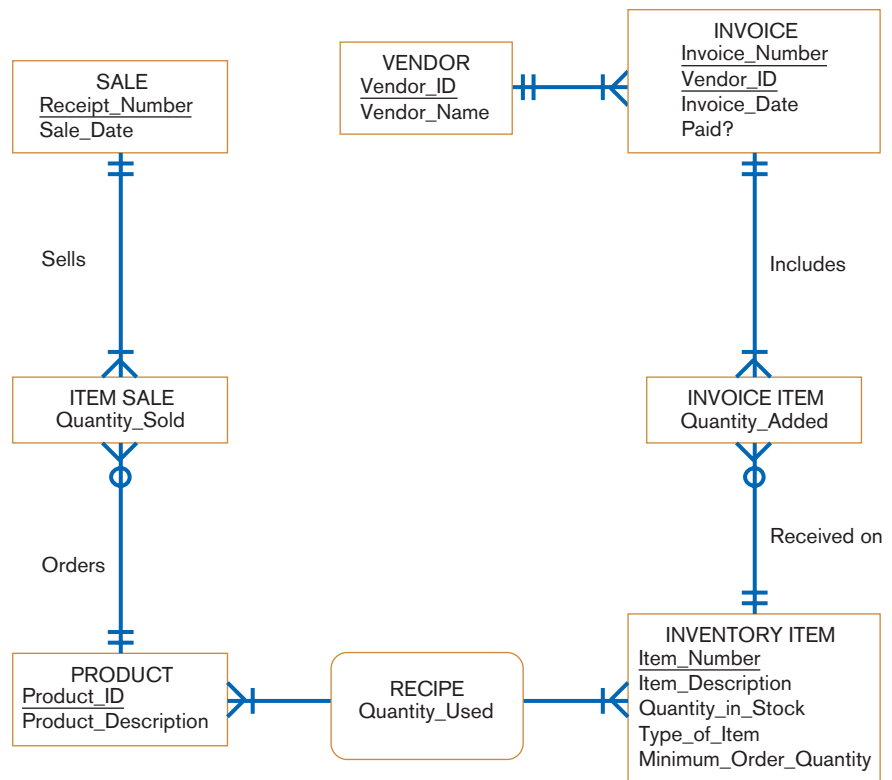 SALE
Receipt_Number
Sale_Date
VENDOR
Vendor_ID
Vendor_Name
INVOICE
Invoice_Number
Vendor_ID
Invoice_Date
Paid?
Sells
Includes
ITEM SALE
Quantity_Sold
INVOICE ITEM
Quantity_Added
Orders
Received on
PRODUCT
Product_ID
Product_Description
RECIPE
Quantity_Used
INVENTORY ITEM
Item_Number
Item_Description
Quantity_in_Stock
Type_of_Item
Minimum_Order_Quantity